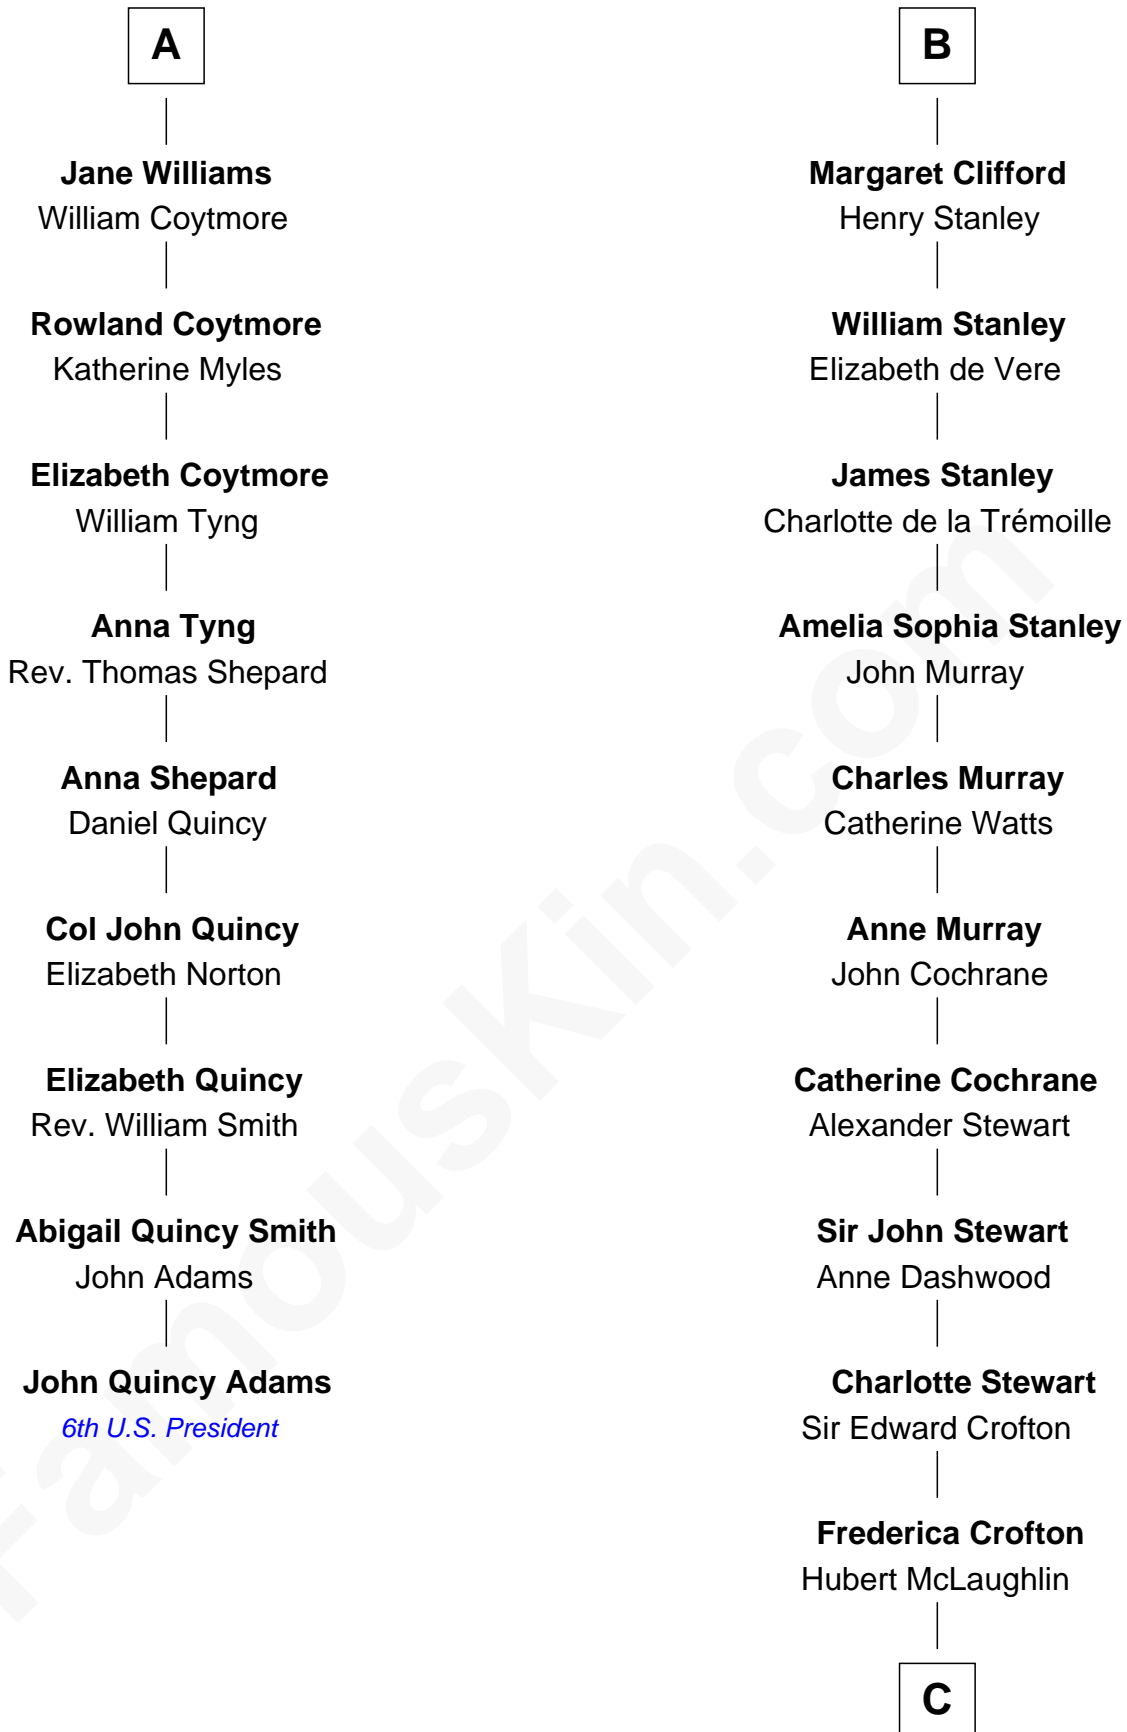 A
Jane Williams
William Coytmore
Rowland Coytmore
Katherine Myles
Elizabeth Coytmore
William Tyng
Anna Tyng
Rev. Thomas Shepard
Anna Shepard
Daniel Quincy
Col John Quincy
Elizabeth Norton
Elizabeth Quincy
Rev. William Smith
Abigail Quincy Smith
John Adams
John Quincy Adams
6th U.S. President
B
Margaret Clifford
Henry Stanley
William Stanley
Elizabeth de Vere
James Stanley
Charlotte de la Trémoille
Amelia Sophia Stanley
John Murray
Charles Murray
Catherine Watts
Anne Murray
John Cochrane
Catherine Cochrane
Alexander Stewart
Sir John Stewart
Anne Dashwood
Charlotte Stewart
Sir Edward Crofton
Frederica Crofton
Hubert McLaughlin
C
FamousKin.com